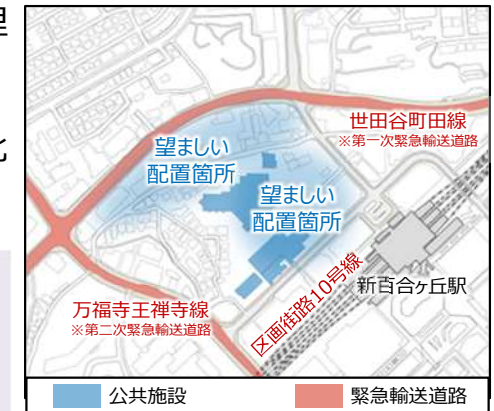 世田谷町田線
※第一次緊急輸送道路
望ましい
配置箇所
望ましい
配置箇所
新百合ヶ丘駅
区画街路10号線
万福寺王禅寺線
※第二次緊急輸送道路
公共施設
緊急輸送道路